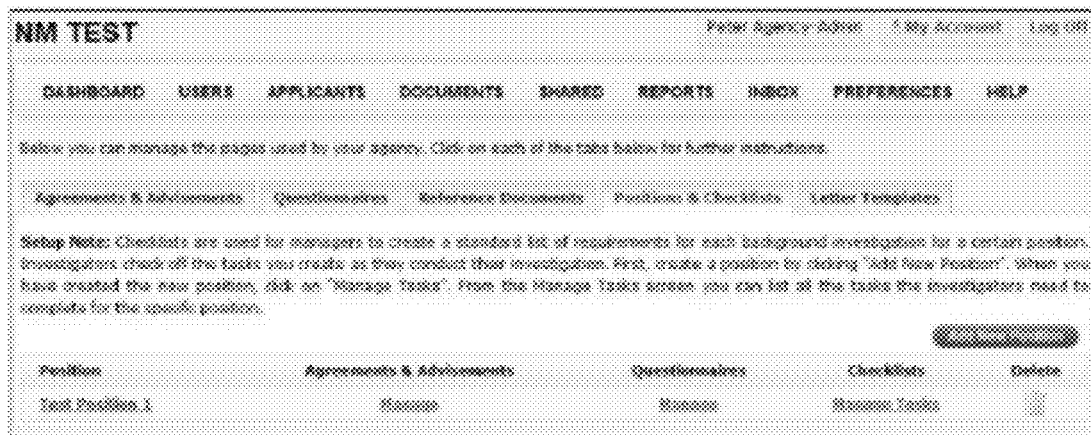 NM TEST
Peter Agency-Admin ? My Account Log Off
DASHBOARD USERS APPLICANTS DOCUMENTS SHARED REPORTS INBOX PREFERENCES HELP
Below you can manage the pages used by your agency. Click on each of the tabs below for further instructions.
Agreements & Advisements Questionnaires Reference Documents Positions & Checklists Letter Templates
Setup Note: Checklists are used for managers to create a standard list of requirements for each background investigation for a certain position.
Investigators check off the tasks you create as they conduct their investigation. First, create a position by clicking "Add New Position". When you
have created the new position, click on "Manage Tasks". From the Manage Tasks screen you can list all the tasks the investigators need to
complete for the specific position.
Position Agreements & Advisements Questionnaires Checklists Delete
Test Position 1 Manage Manage Manage Tasks